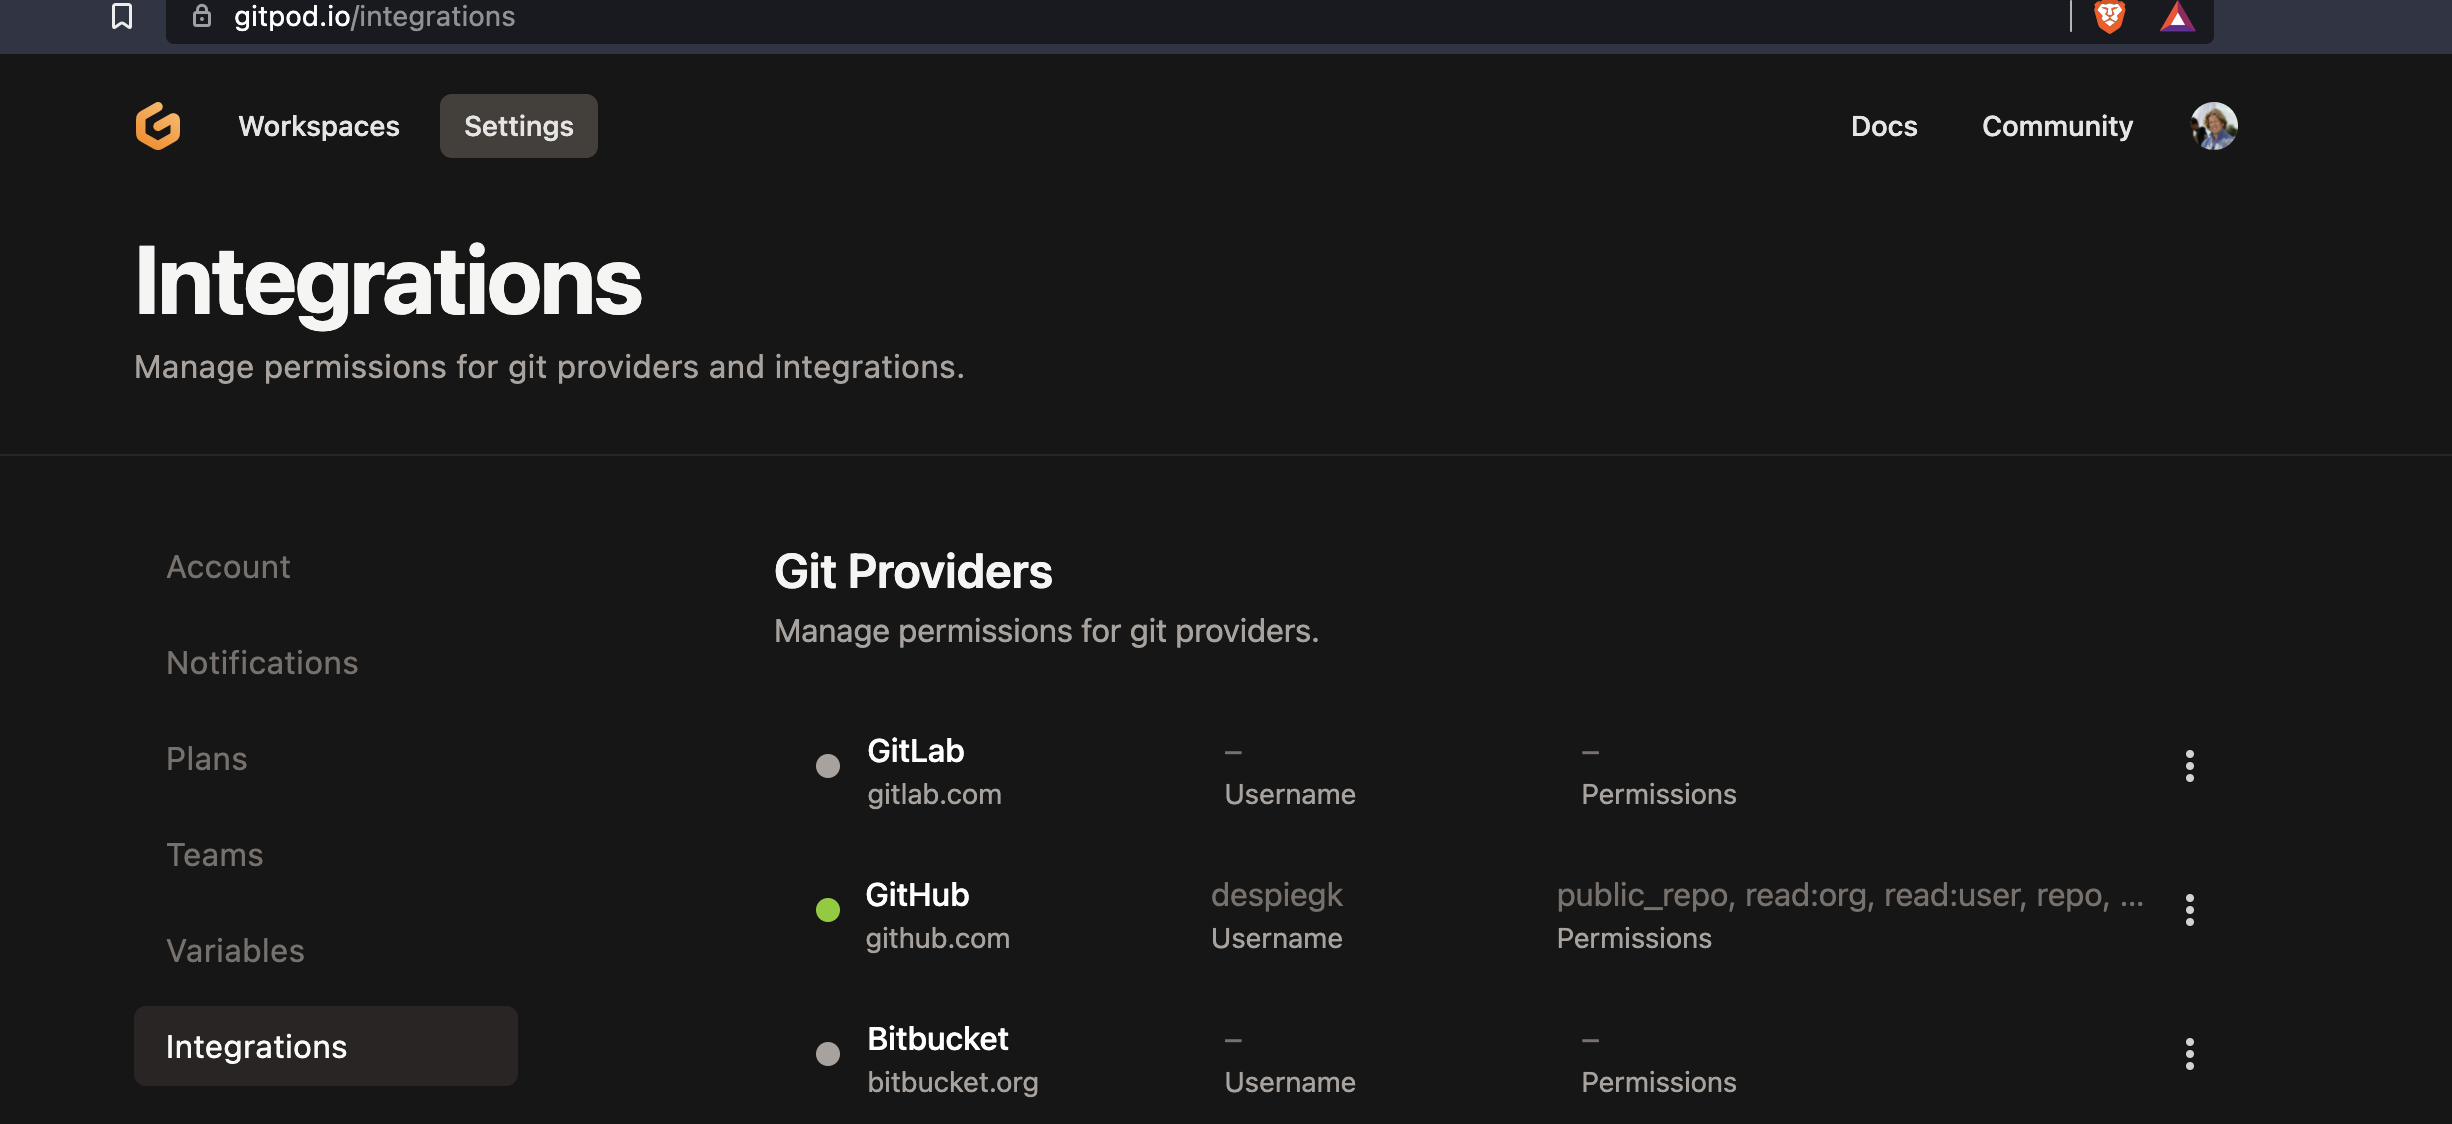 gitpod.io/integrations
Workspaces
Settings
Docs
Community
Integrations
Manage permissions for git providers and integrations.
Account
Notifications
Plans
Teams
Variables
Integrations
Git Providers
Manage permissions for git providers.
GitLab – –
gitlab.com Username Permissions
GitHub despiegk public_repo, read:org, read:user, repo, ...
github.com Username Permissions
Bitbucket – –
bitbucket.org Username Permissions